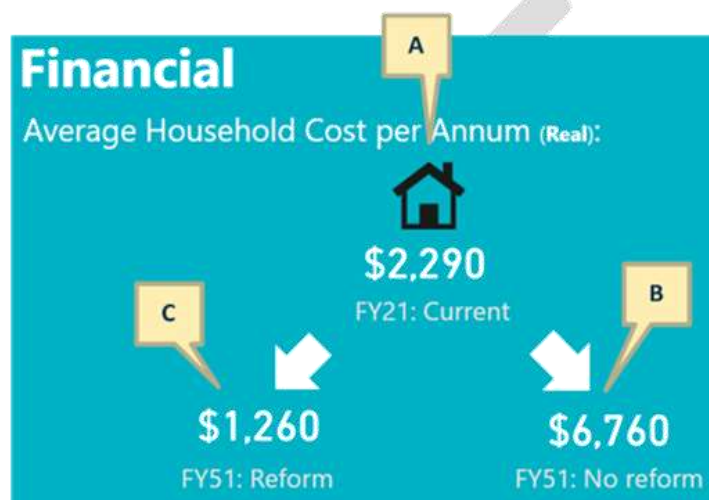 A
Financial
Average Household Cost per Annum (Real):
$2,290
FY21: Current
C
B
$1,260
$6,760
FY51: Reform
FY51: No reform